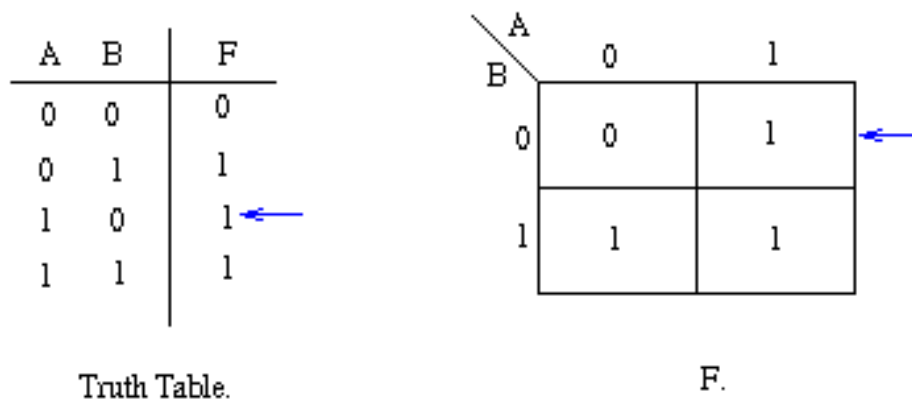 A B F
0 0 0
0 1 1
1 0 1
1 1 1
Truth Table.
A
B
0 1
0 0 1
1 1 1
F.